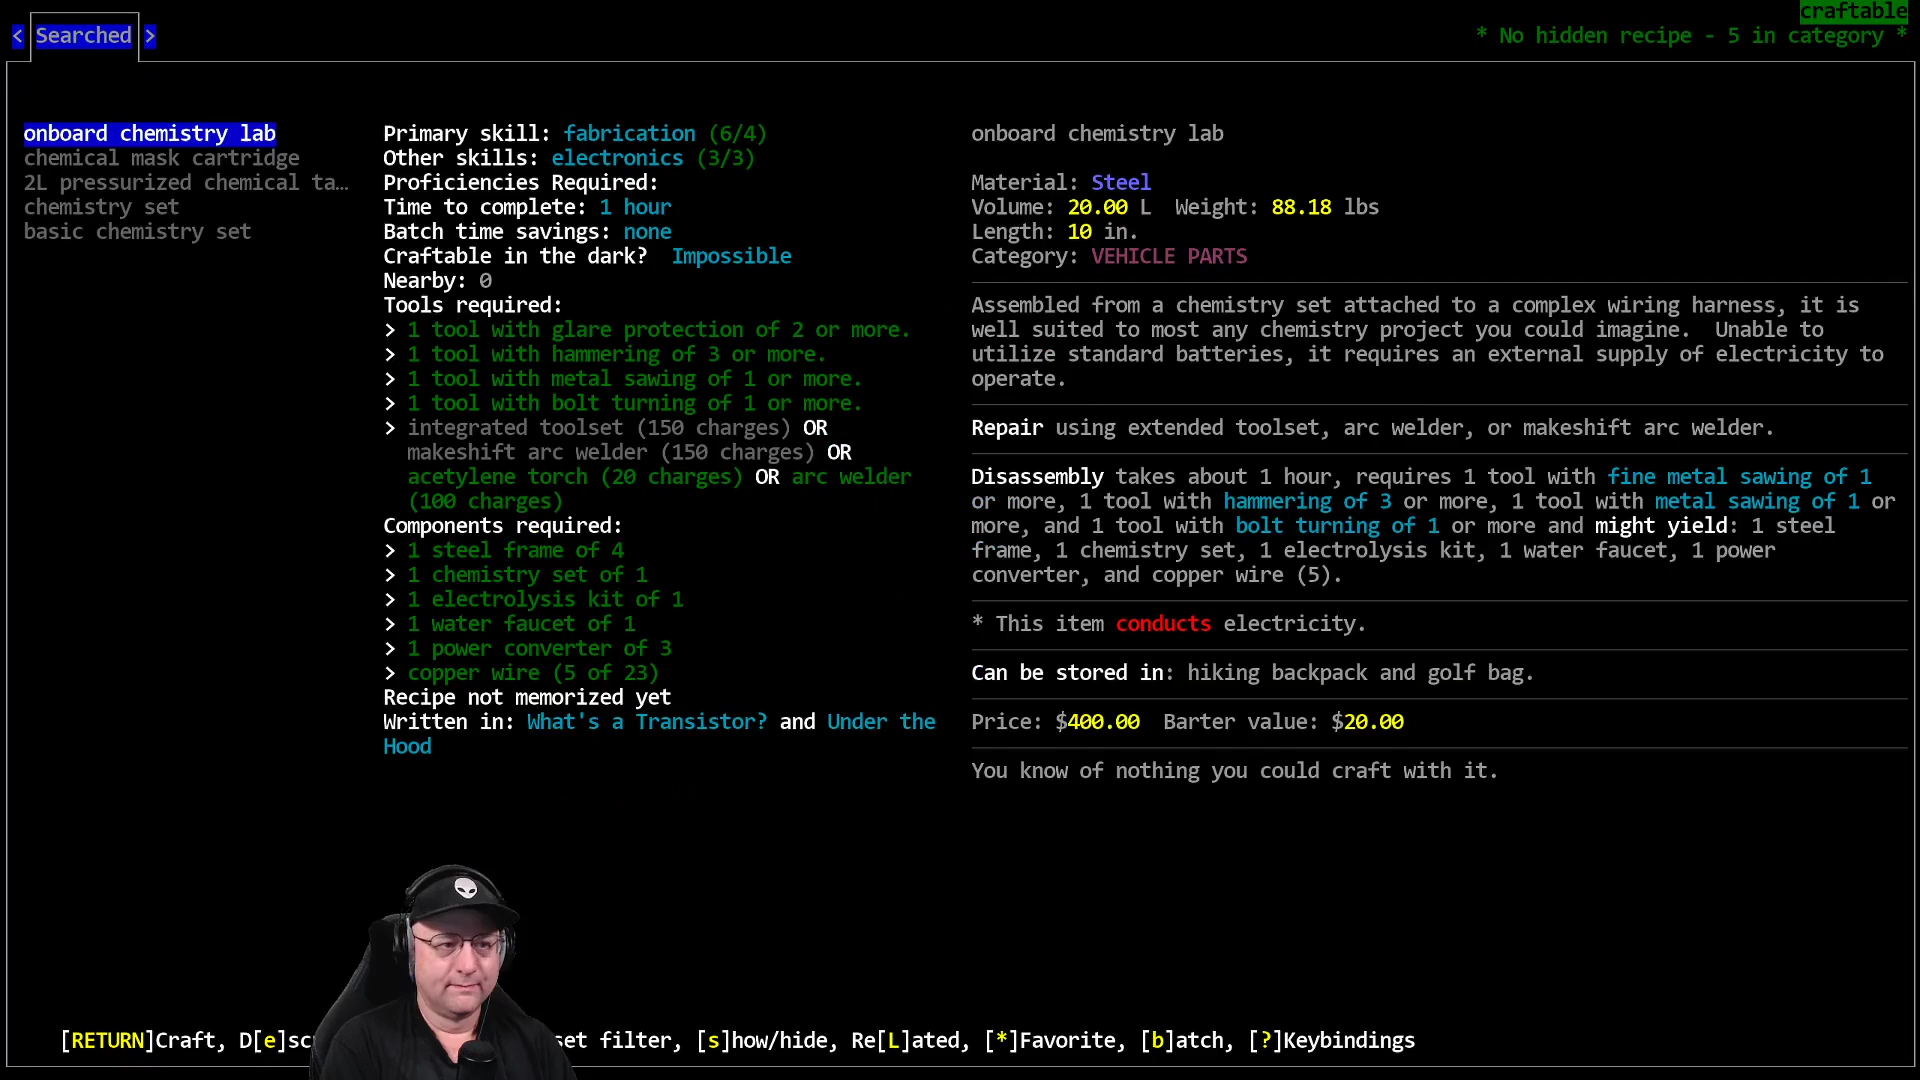 craftable
< Searched >
* No hidden recipe - 5 in category *
onboard chemistry lab
chemical mask cartridge
2L pressurized chemical ta…
chemistry set
basic chemistry set
Primary skill: fabrication (6/4)
Other skills: electronics (3/3)
Proficiencies Required:
Time to complete: 1 hour
Batch time savings: none
Craftable in the dark? Impossible
Nearby: 0
Tools required:
> 1 tool with glare protection of 2 or more.
> 1 tool with hammering of 3 or more.
> 1 tool with metal sawing of 1 or more.
> 1 tool with bolt turning of 1 or more.
> integrated toolset (150 charges) OR
makeshift arc welder (150 charges) OR
acetylene torch (20 charges) OR arc welder
(100 charges)
Components required:
> 1 steel frame of 4
> 1 chemistry set of 1
> 1 electrolysis kit of 1
> 1 water faucet of 1
> 1 power converter of 3
> copper wire (5 of 23)
Recipe not memorized yet
Written in: What's a Transistor? and Under the
Hood
onboard chemistry lab
Material: Steel
Volume: 20.00 L Weight: 88.18 lbs
Length: 10 in.
Category: VEHICLE PARTS
Assembled from a chemistry set attached to a complex wiring harness, it is
well suited to most any chemistry project you could imagine. Unable to
utilize standard batteries, it requires an external supply of electricity to
operate.
Repair using extended toolset, arc welder, or makeshift arc welder.
Disassembly takes about 1 hour, requires 1 tool with fine metal sawing of 1
or more, 1 tool with hammering of 3 or more, 1 tool with metal sawing of 1 or
more, and 1 tool with bolt turning of 1 or more and might yield: 1 steel
frame, 1 chemistry set, 1 electrolysis kit, 1 water faucet, 1 power
converter, and copper wire (5).
* This item conducts electricity.
Can be stored in: hiking backpack and golf bag.
Price: $400.00 Barter value: $20.00
You know of nothing you could craft with it.
[RETURN]Craft, D[e]sc set filter, [s]how/hide, Re[L]ated, [*]Favorite, [b]atch, [?]Keybindings